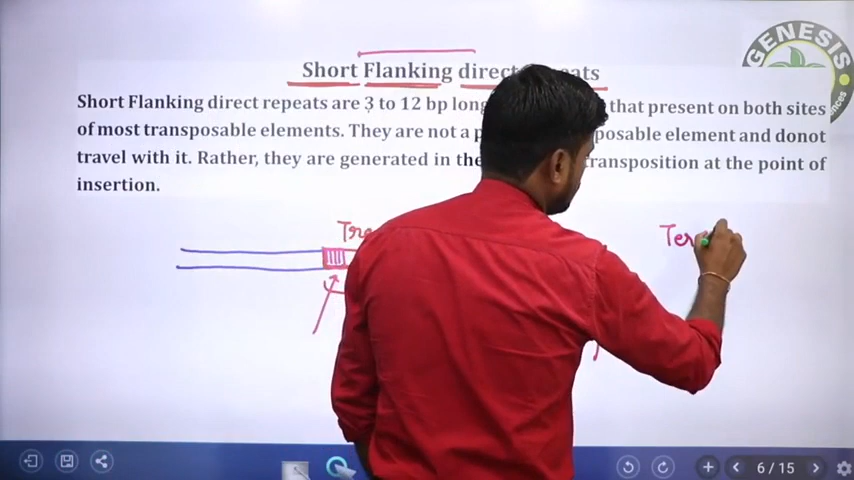 GENESIS
Short Flanking direct
Short Flanking direct repeats are 3 to 12 bp long that present on both sites
of most transposable elements. They are not a element and donot
travel with it. Rather, they are generated in the transposition at the point of
insertion.
6 / 15